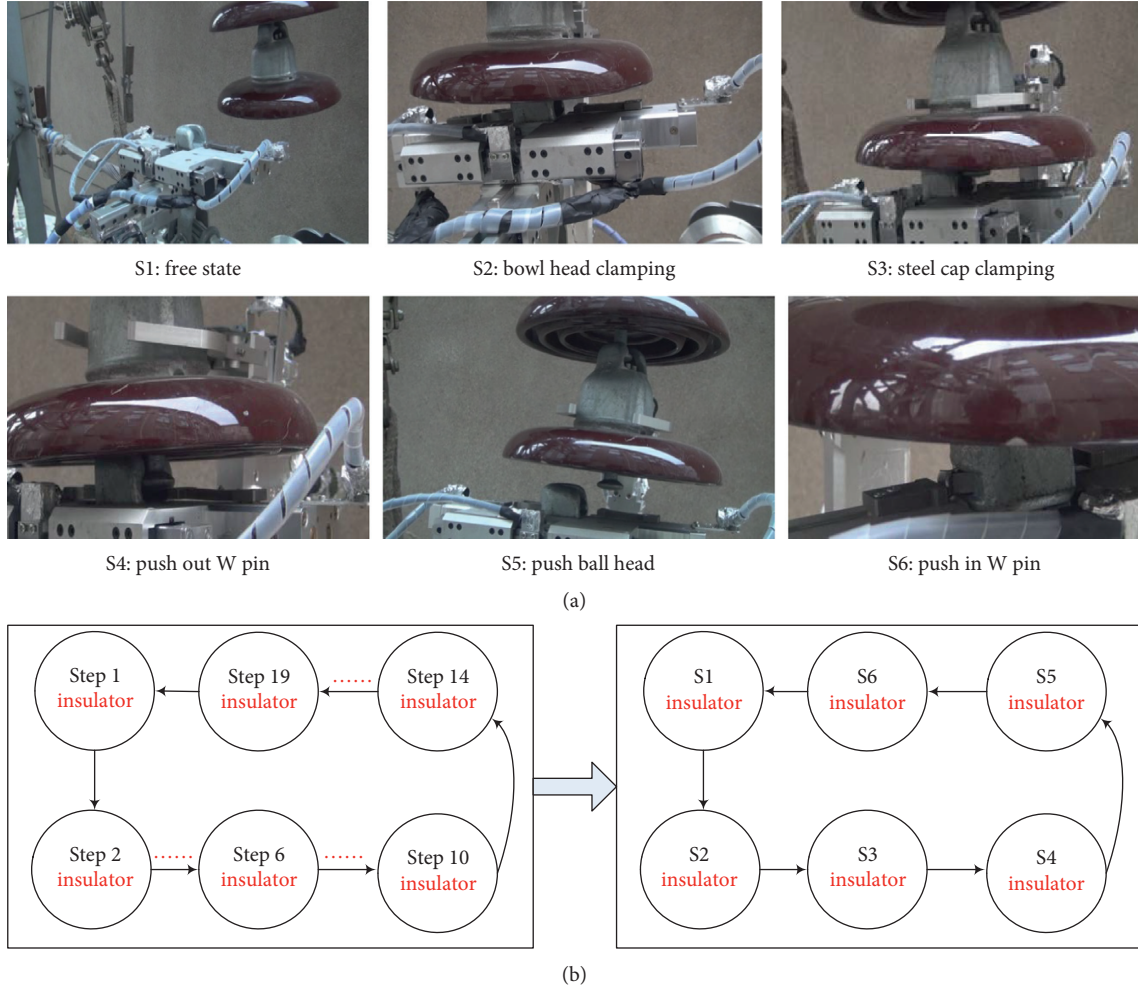 S1: free state
S2: bowl head clamping
S3: steel cap clamping
S4: push out W pin
S5: push ball head
S6: push in W pin
(a)
Step 1
insulator
Step 19
insulator
......
Step 14
insulator
Step 2
insulator
......
Step 6
insulator
......
Step 10
insulator
S1
insulator
S6
insulator
S5
insulator
S2
insulator
S3
insulator
S4
insulator
(b)